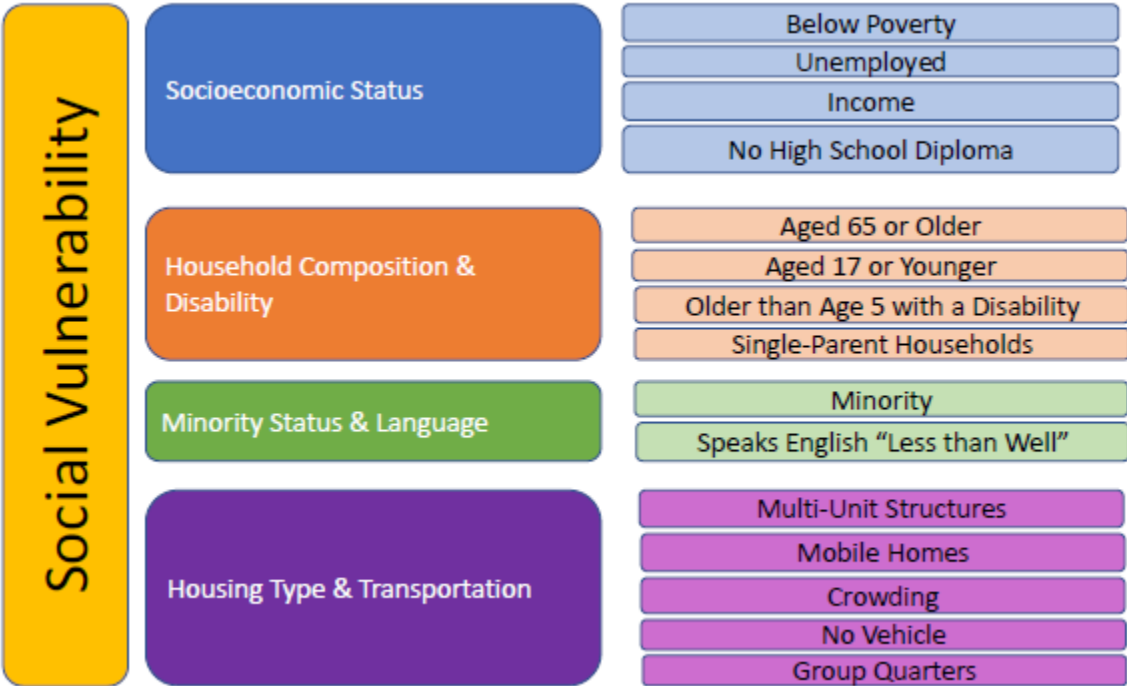 Social Vulnerability
Socioeconomic Status
Below Poverty
Unemployed
Income
No High School Diploma
Household Composition &
Disability
Aged 65 or Older
Aged 17 or Younger
Older than Age 5 with a Disability
Single-Parent Households
Minority Status & Language
Minority
Speaks English “Less than Well”
Housing Type & Transportation
Multi-Unit Structures
Mobile Homes
Crowding
No Vehicle
Group Quarters